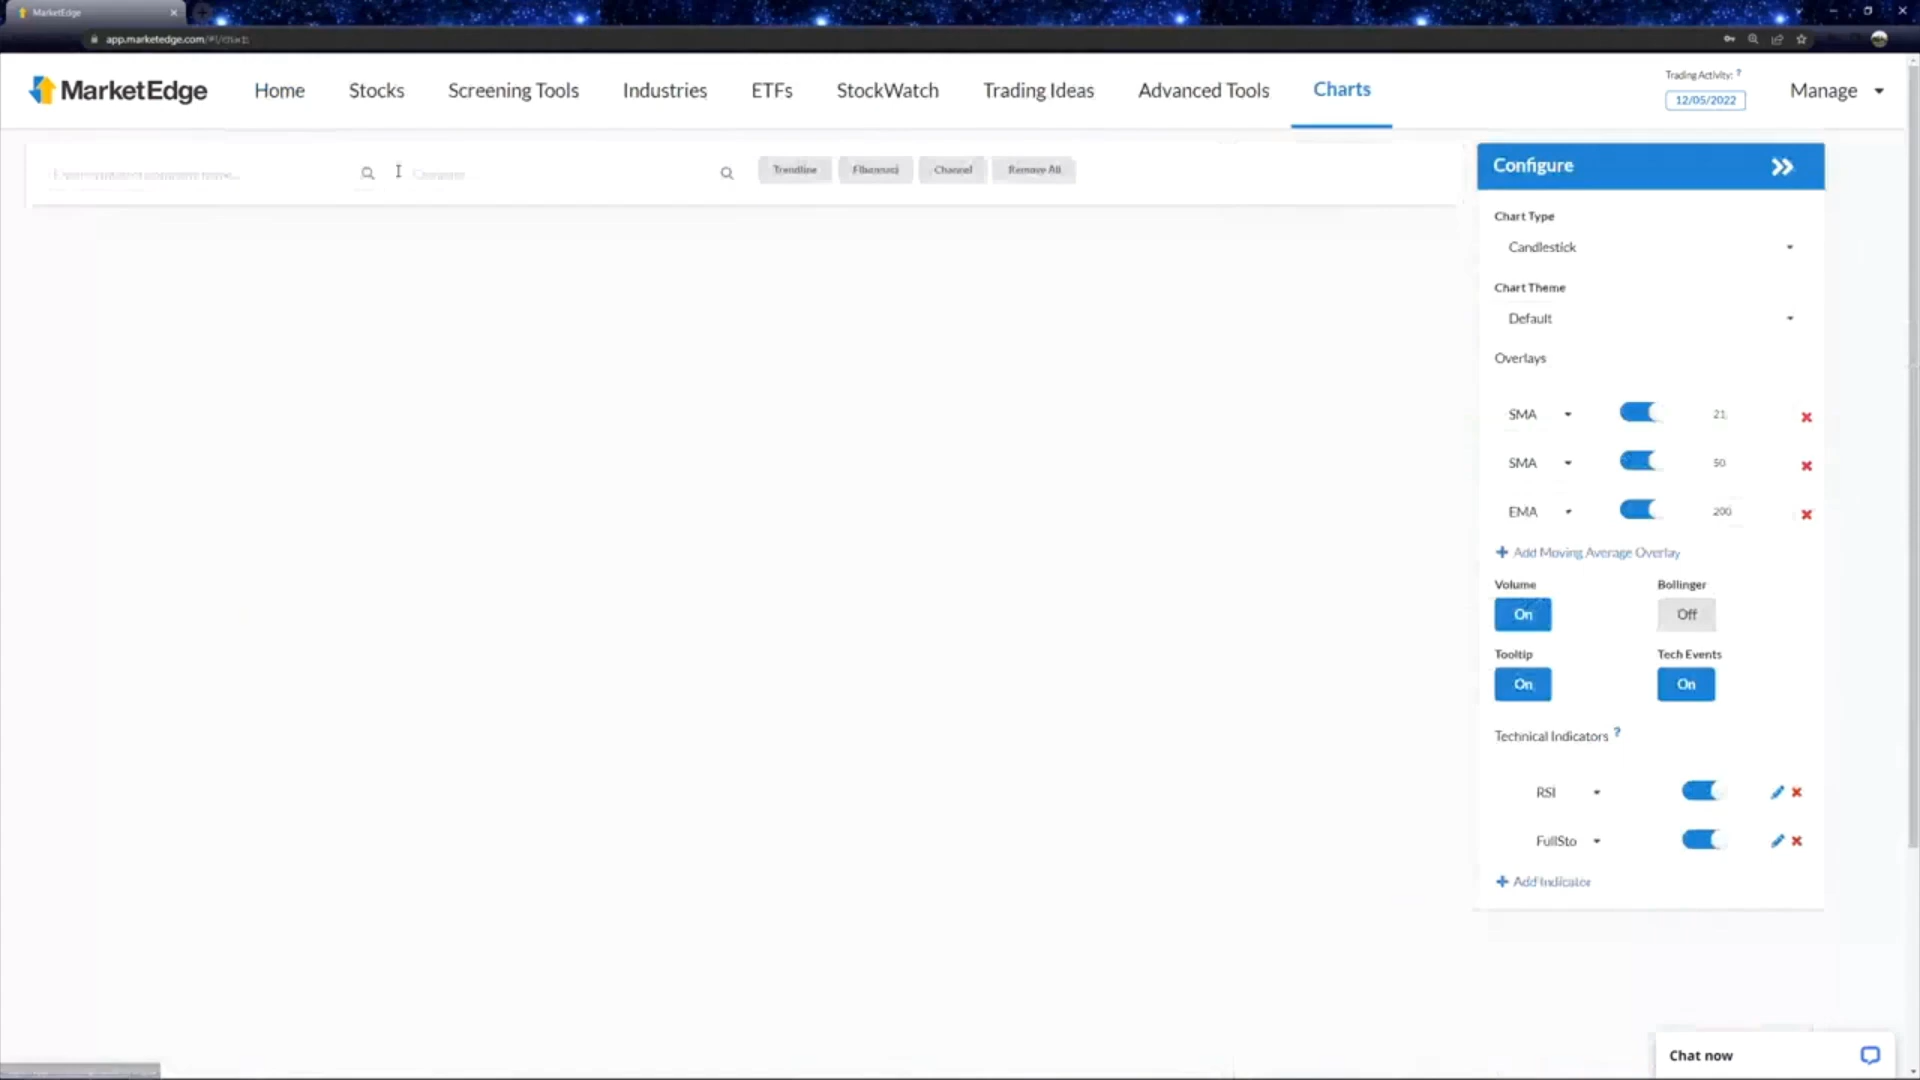 MarketEdge
app.marketedge.com/#!/charts
MarketEdge
Home
Stocks
Screening Tools
Industries
ETFs
StockWatch
Trading Ideas
Advanced Tools
Charts
Trading Activity: ?
12/05/2022
Manage
Compare
Trendline
Fibonacci
Channel
Remove All
Configure
Chart Type
Candlestick
Chart Theme
Default
Overlays
SMA 21
SMA 50
EMA 200
+ Add Moving Average Overlay
Volume Bollinger
On Off
Tooltip Tech Events
On On
Technical Indicators ?
RSI
FullSto
+ Add Indicator
Chat now